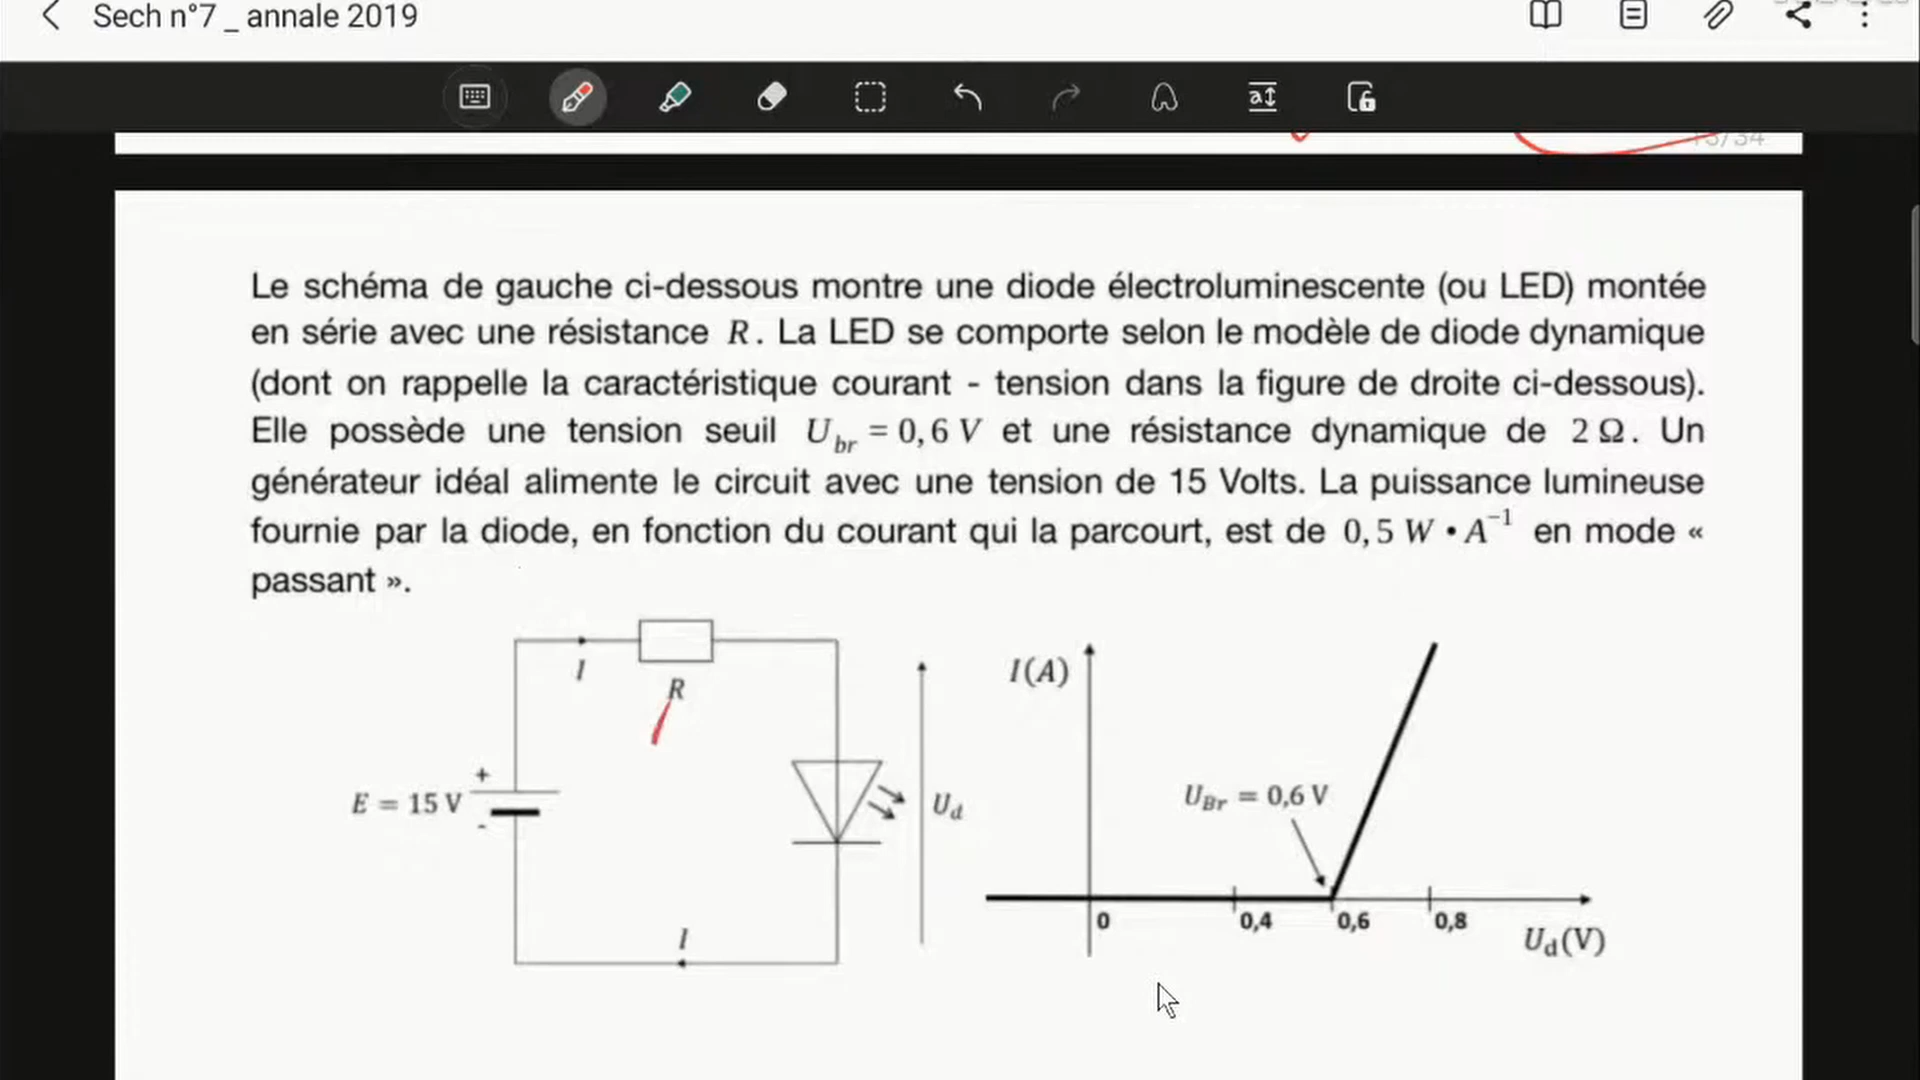 Sech n°7 _ annale 2019
Le schéma de gauche ci-dessous montre une diode électroluminescente (ou LED) montée
en série avec une résistance R. La LED se comporte selon le modèle de diode dynamique
(dont on rappelle la caractéristique courant - tension dans la figure de droite ci-dessous).
Elle possède une tension seuil U_br = 0,6 V et une résistance dynamique de 2 Ω. Un
générateur idéal alimente le circuit avec une tension de 15 Volts. La puissance lumineuse
fournie par la diode, en fonction du courant qui la parcourt, est de 0,5 W • A⁻¹ en mode «
passant ».
I
R
+
E = 15 V
-
U_d
I
I(A)
U_Br = 0,6 V
0 0,4 0,6 0,8
U_d(V)